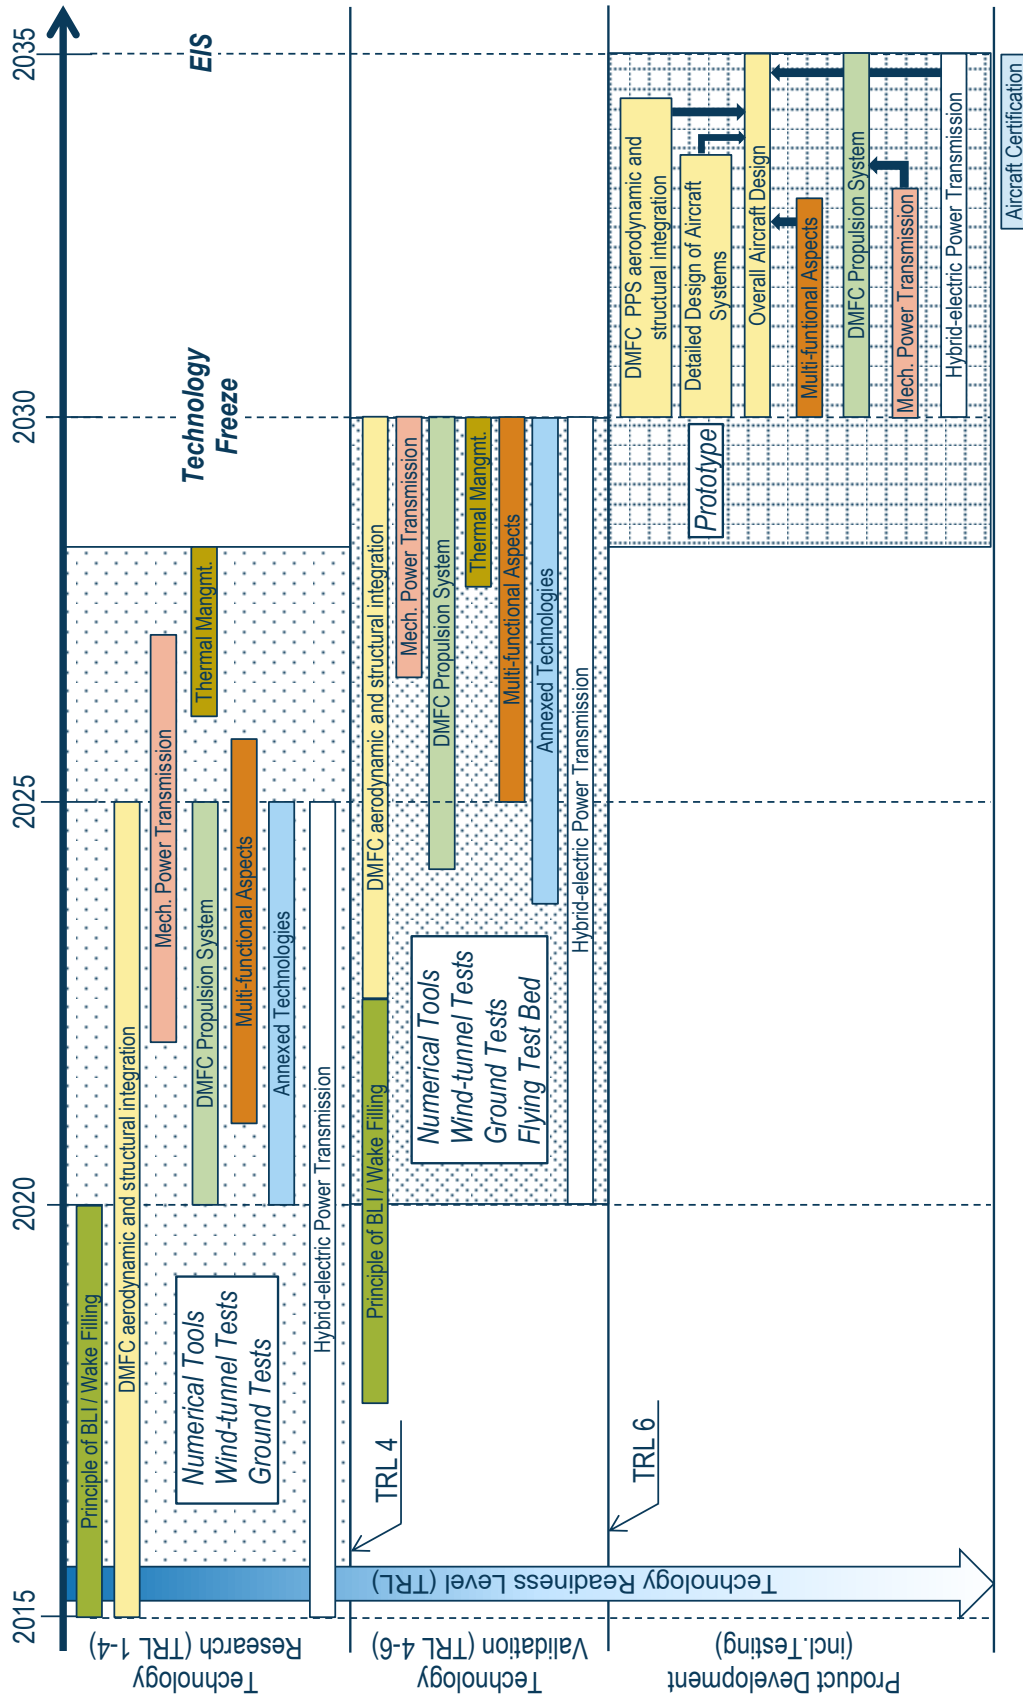 2015
2020
2025
2030
2035
Technology
Freeze
EIS
Technology
Research (TRL 1-4)
Principle of BLI / Wake Filling
DMFC aerodynamic and structural integration
Mech. Power Transmission
Numerical Tools
Wind-tunnel Tests
Ground Tests
DMFC Propulsion System
Thermal Mangmt.
Multi-functional Aspects
Annexed Technologies
Hybrid-electric Power Transmission
TRL 4
Technology
Validation (TRL 4-6)
Principle of BLI / Wake Filling
DMFC aerodynamic and structural integration
Mech. Power Transmission
Numerical Tools
Wind-tunnel Tests
Ground Tests
Flying Test Bed
DMFC Propulsion System
Thermal Mangmt.
Multi-functional Aspects
Annexed Technologies
Hybrid-electric Power Transmission
TRL 6
Technology Readiness Level (TRL)
Product Development
(incl.Testing)
Prototype
DMFC PPS aerodynamic and
structural integration
Detailed Design of Aircraft
Systems
Overall Aircraft Design
Multi-funtional Aspects
DMFC Propulsion System
Mech. Power Transmission
Hybrid-electric Power Transmission
Aircraft Certification